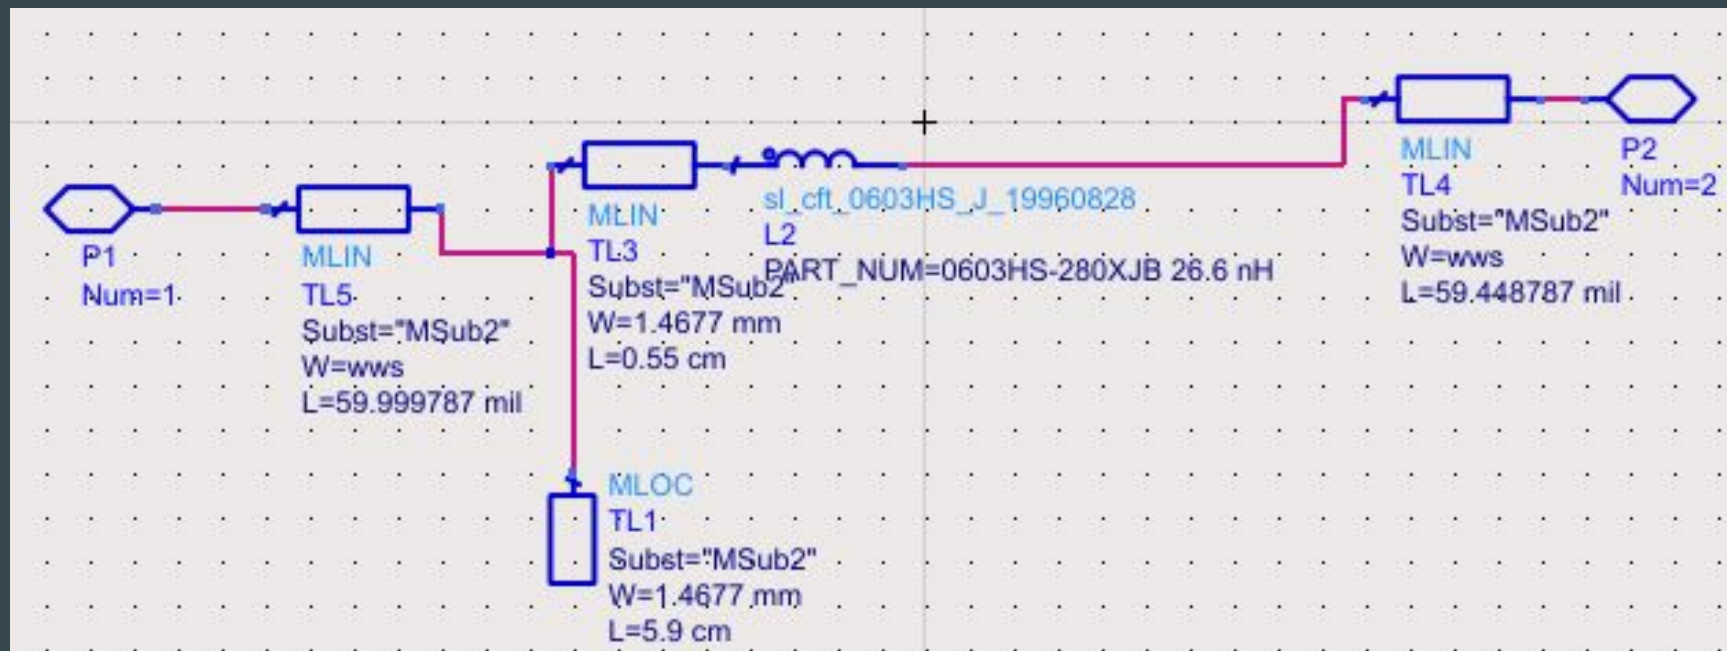 P1
Num=1
MLIN
TL5
Subst="MSub2"
W=wws
L=59.999787 mil
MLIN
TL3
Subst="MSub2"
W=1.4677 mm
L=0.55 cm
sl_cft_0603HS_J_19960828
L2
PART_NUM=0603HS-280XJB 26.6 nH
MLOC
TL1
Subst="MSub2"
W=1.4677 mm
L=5.9 cm
MLIN
TL4
Subst="MSub2"
W=wws
L=59.448787 mil
P2
Num=2